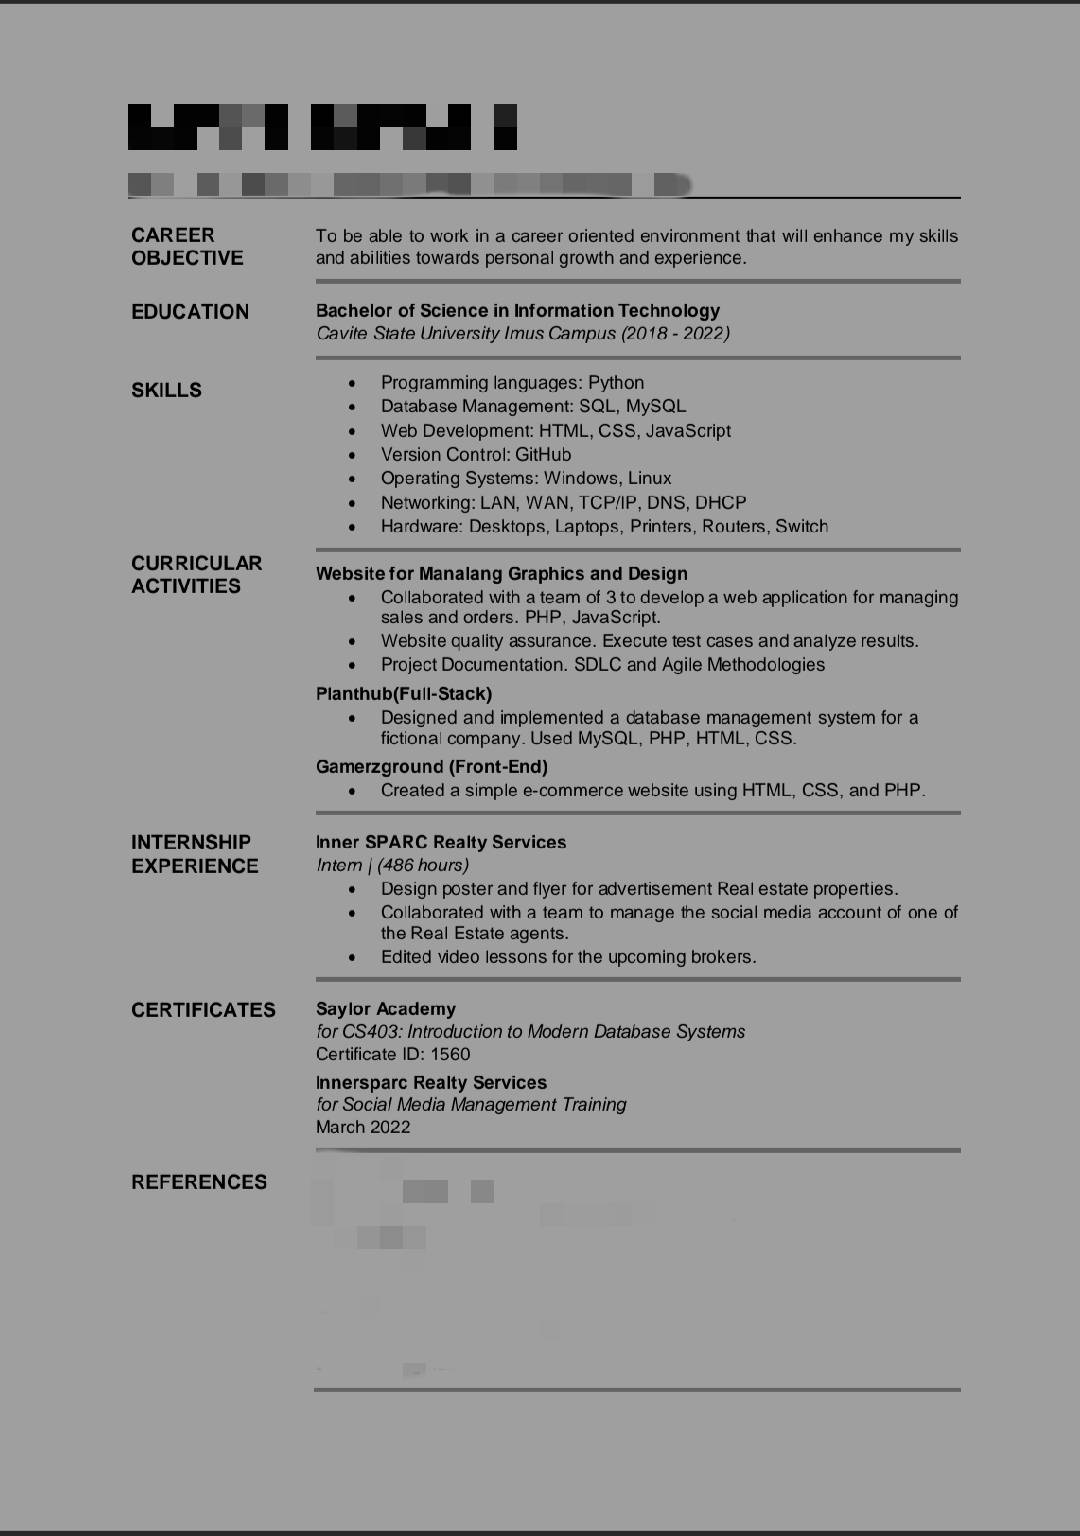 CAREER
OBJECTIVE
To be able to work in a career oriented environment that will enhance my skills
and abilities towards personal growth and experience.
EDUCATION
Bachelor of Science in Information Technology
Cavite State University Imus Campus (2018 - 2022)
SKILLS
• Programming languages: Python
• Database Management: SQL, MySQL
• Web Development: HTML, CSS, JavaScript
• Version Control: GitHub
• Operating Systems: Windows, Linux
• Networking: LAN, WAN, TCP/IP, DNS, DHCP
• Hardware: Desktops, Laptops, Printers, Routers, Switch
CURRICULAR
ACTIVITIES
Website for Manalang Graphics and Design
• Collaborated with a team of 3 to develop a web application for managing
sales and orders. PHP, JavaScript.
• Website quality assurance. Execute test cases and analyze results.
• Project Documentation. SDLC and Agile Methodologies
Planthub(Full-Stack)
• Designed and implemented a database management system for a
fictional company. Used MySQL, PHP, HTML, CSS.
Gamerzground (Front-End)
• Created a simple e-commerce website using HTML, CSS, and PHP.
INTERNSHIP
EXPERIENCE
Inner SPARC Realty Services
Intern | (486 hours)
• Design poster and flyer for advertisement Real estate properties.
• Collaborated with a team to manage the social media account of one of
the Real Estate agents.
• Edited video lessons for the upcoming brokers.
CERTIFICATES
Saylor Academy
for CS403: Introduction to Modern Database Systems
Certificate ID: 1560
Innersparc Realty Services
for Social Media Management Training
March 2022
REFERENCES